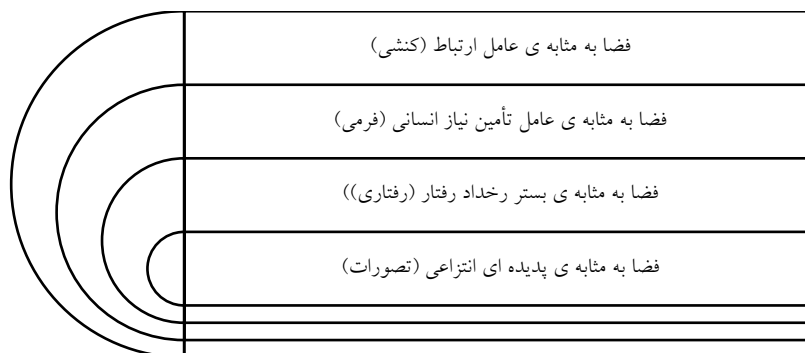 فضا به مثابه ی عامل ارتباط (کنشی)
فضا به مثابه ی عامل تأمین نیاز انسانی (فرمی)
فضا به مثابه ی بستر رخداد رفتار (رفتاری))
فضا به مثابه ی پدیده ای انتزاعی (تصورات)